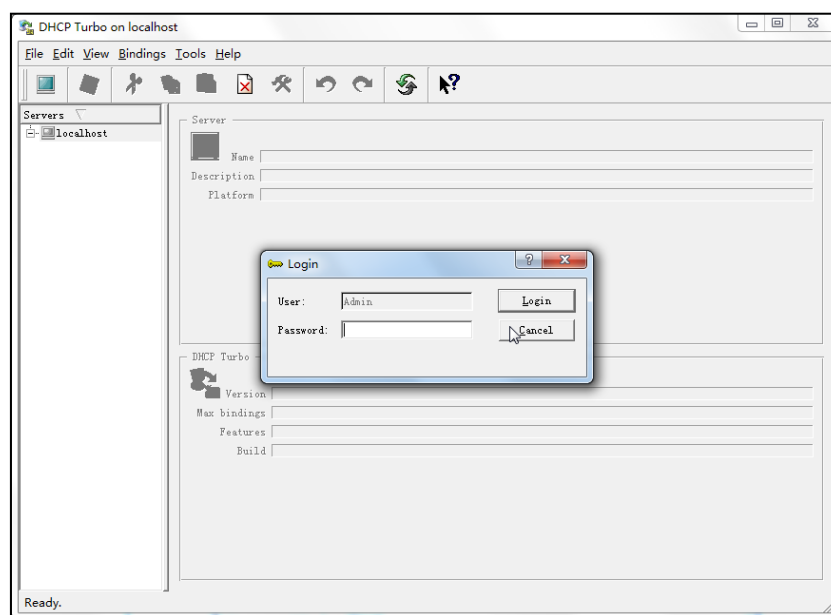 DHCP Turbo on localhost
File Edit View Bindings Tools Help
Servers
localhost
Server
Name
Description
Platform
Login
User: Admin
Login
Password:
Cancel
DHCP Turbo
Version
Max bindings
Features
Build
Ready.